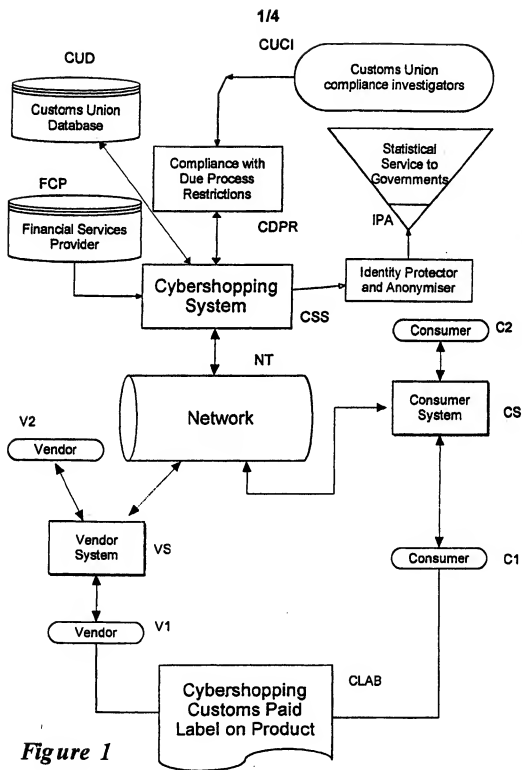 1/4
CUCI
Customs Union
compliance investigators
CUD
Customs Union
Database
Compliance with
Due Process
Restrictions
CDPR
Statistical
Service to
Governments
IPA
FCP
Financial Services
Provider
Cybershopping
System
CSS
Identity Protector
and Anonymiser
NT
Network
Consumer
C2
Consumer
System
CS
V2
Vendor
Vendor
System
VS
Consumer
C1
Vendor
V1
Cybershopping
Customs Paid
Label on Product
CLAB
Figure 1